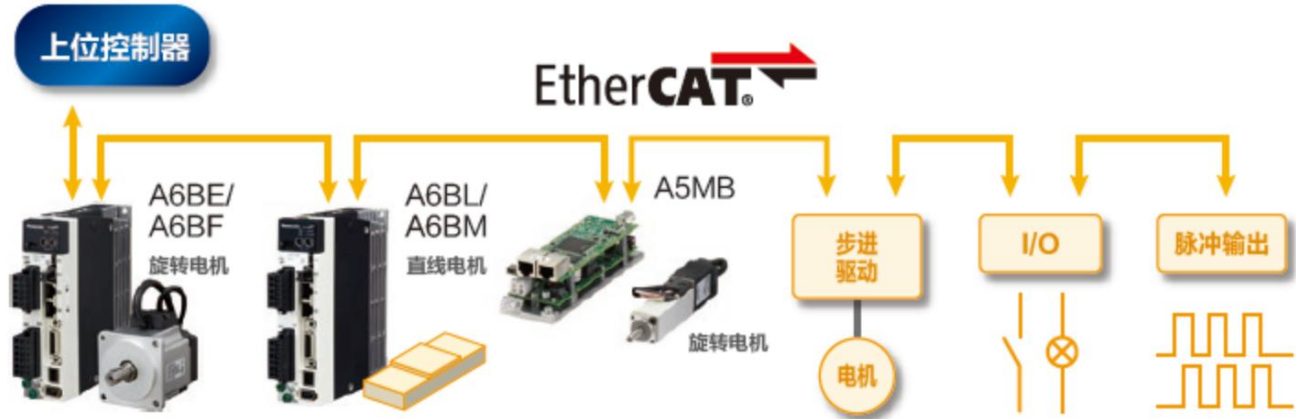 上位控制器
EtherCAT®
A6BE/
A6BF
旋转电机
A6BL/
A6BM
直线电机
A5MB
旋转电机
步进
驱动
电机
I/O
脉冲输出